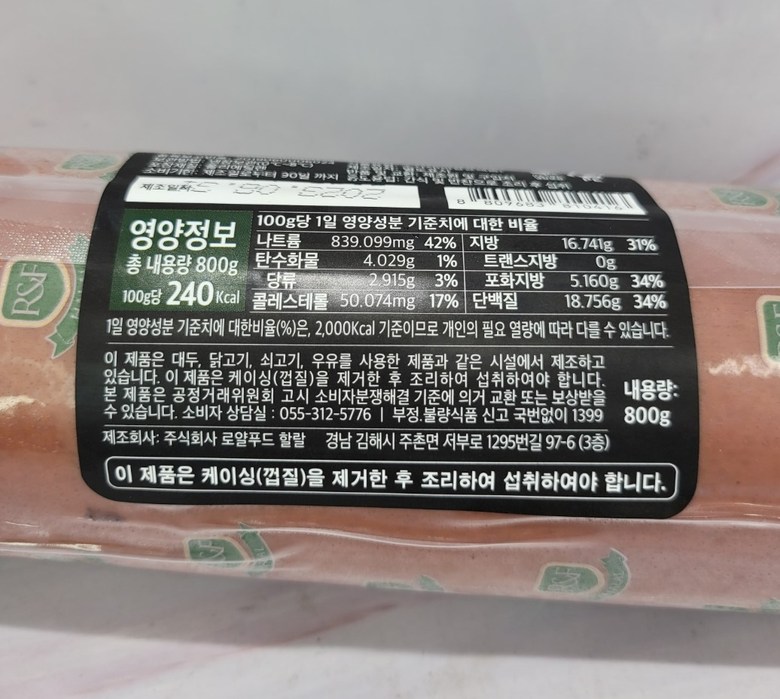 소비기한: 제조일로부터 90일 까지
제조일자
영양정보
총 내용량 800g
100g당 240 Kcal
100g당 1일 영양성분 기준치에 대한 비율
나트륨 839.099mg 42% 지방 16.741g 31%
탄수화물 4.029g 1% 트랜스지방 0g
당류 2.915g 3% 포화지방 5.160g 34%
콜레스테롤 50.074mg 17% 단백질 18.756g 34%
1일 영양성분 기준치에 대한비율(%)은, 2,000Kcal 기준이므로 개인의 필요 열량에 따라 다를 수 있습니다.
이 제품은 대두, 닭고기, 쇠고기, 우유를 사용한 제품과 같은 시설에서 제조하고
있습니다. 이 제품은 케이싱(껍질)을 제거한 후 조리하여 섭취하여야 합니다.
본 제품은 공정거래위원회 고시 소비자분쟁해결 기준에 의거 교환 또는 보상받을
수 있습니다. 소비자 상담실 : 055-312-5776 | 부정.불량식품 신고 국번없이 1399
내용량:
800g
제조회사: 주식회사 로얄푸드 할랄 경남 김해시 주촌면 서부로 1295번길 97-6 (3층)
이 제품은 케이싱(껍질)을 제거한 후 조리하여 섭취하여야 합니다.
R&F
R&F
R&F